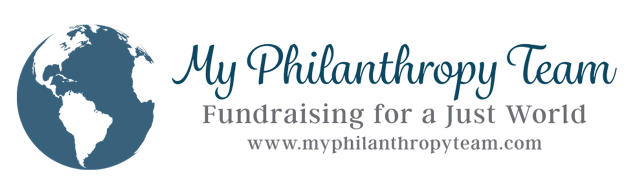 My Philanthropy Team
Fundraising for a Just World
www.myphilanthropyteam.com